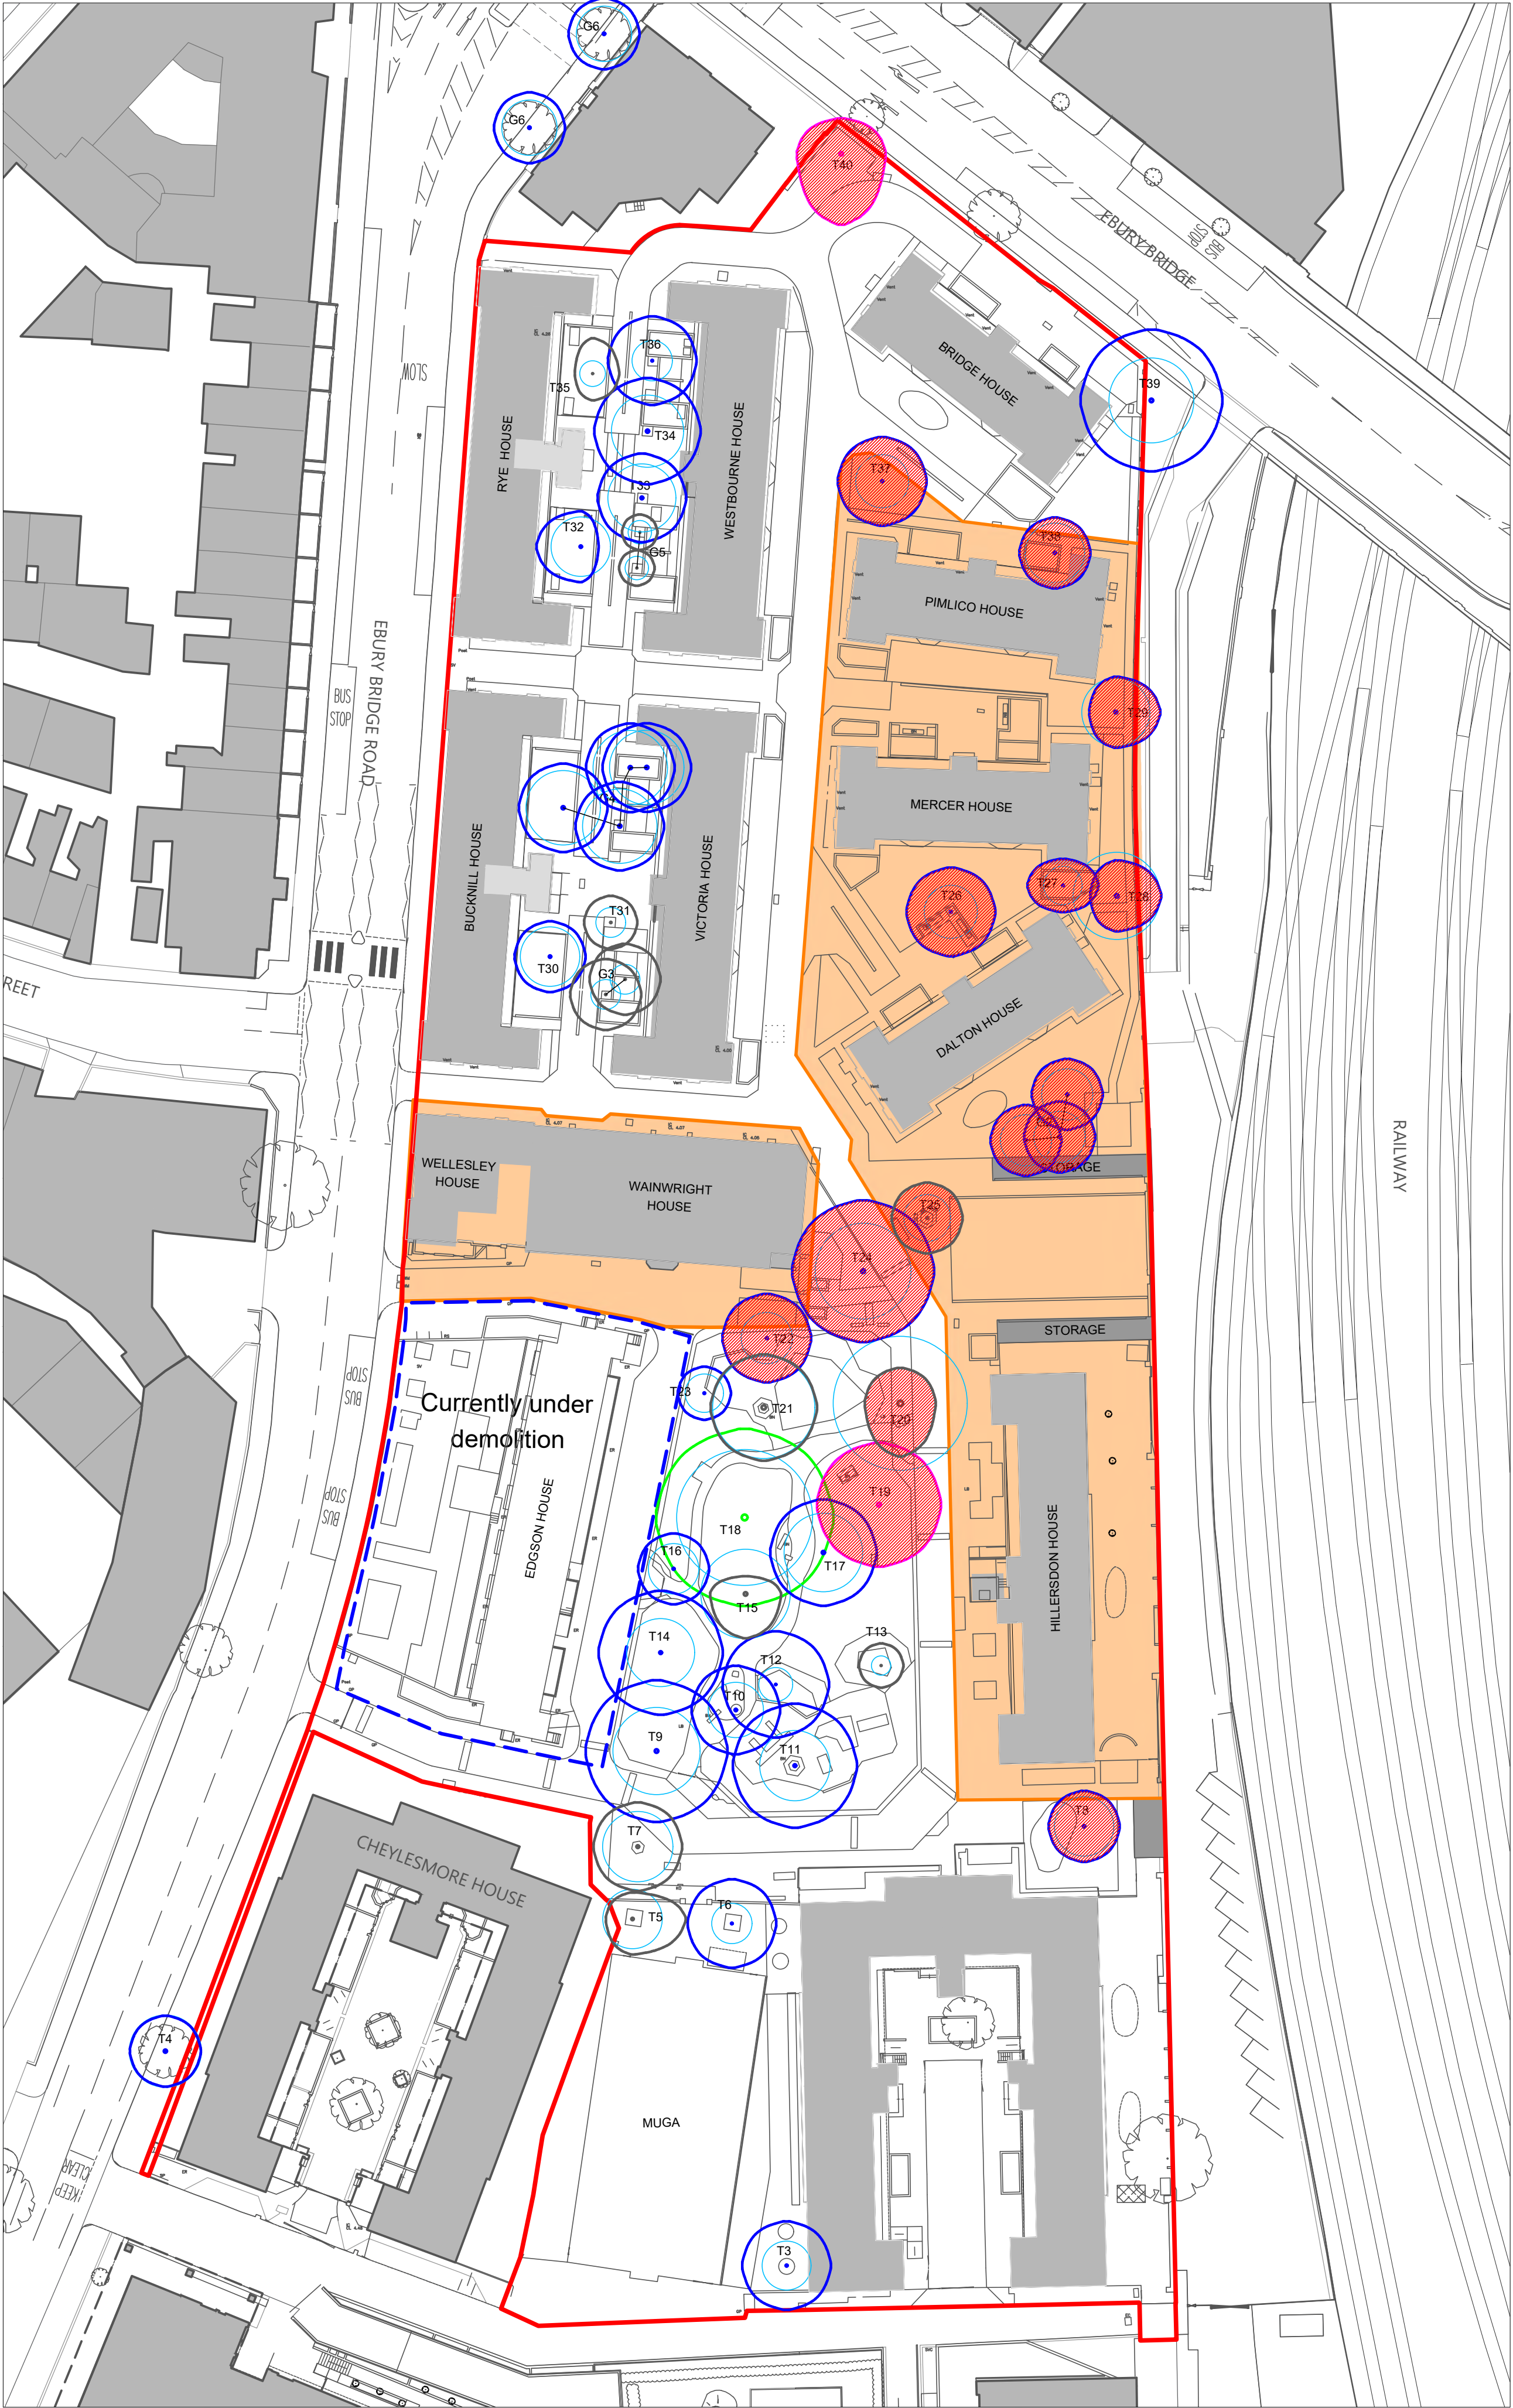 G6
G6
T40
EBURY BRIDGE
BUS
STOP
SLOW
T36
T35
T34
T33
T32
G5
RYE HOUSE
WESTBOURNE HOUSE
BRIDGE HOUSE
T39
T37
T38
PIMLICO HOUSE
EBURY BRIDGE ROAD
BUS
STOP
T29
G4
MERCER HOUSE
BUCKNILL HOUSE
VICTORIA HOUSE
T26
T27
T28
T31
T30
G3
REET
DALTON HOUSE
RAILWAY
WELLESLEY
HOUSE
WAINWRIGHT
HOUSE
STORAGE
T25
T24
T22
STORAGE
BUS
STOP
T23
T21
T20
Currently under
demolition
BUS
STOP
T19
T18
T17
T16
T15
EDGSON HOUSE
HILLERSDON HOUSE
T14
T13
T12
T10
T9
T11
T8
T7
CHEYLESMORE HOUSE
T5
T6
T4
MUGA
KEEP
CLEAR
T3